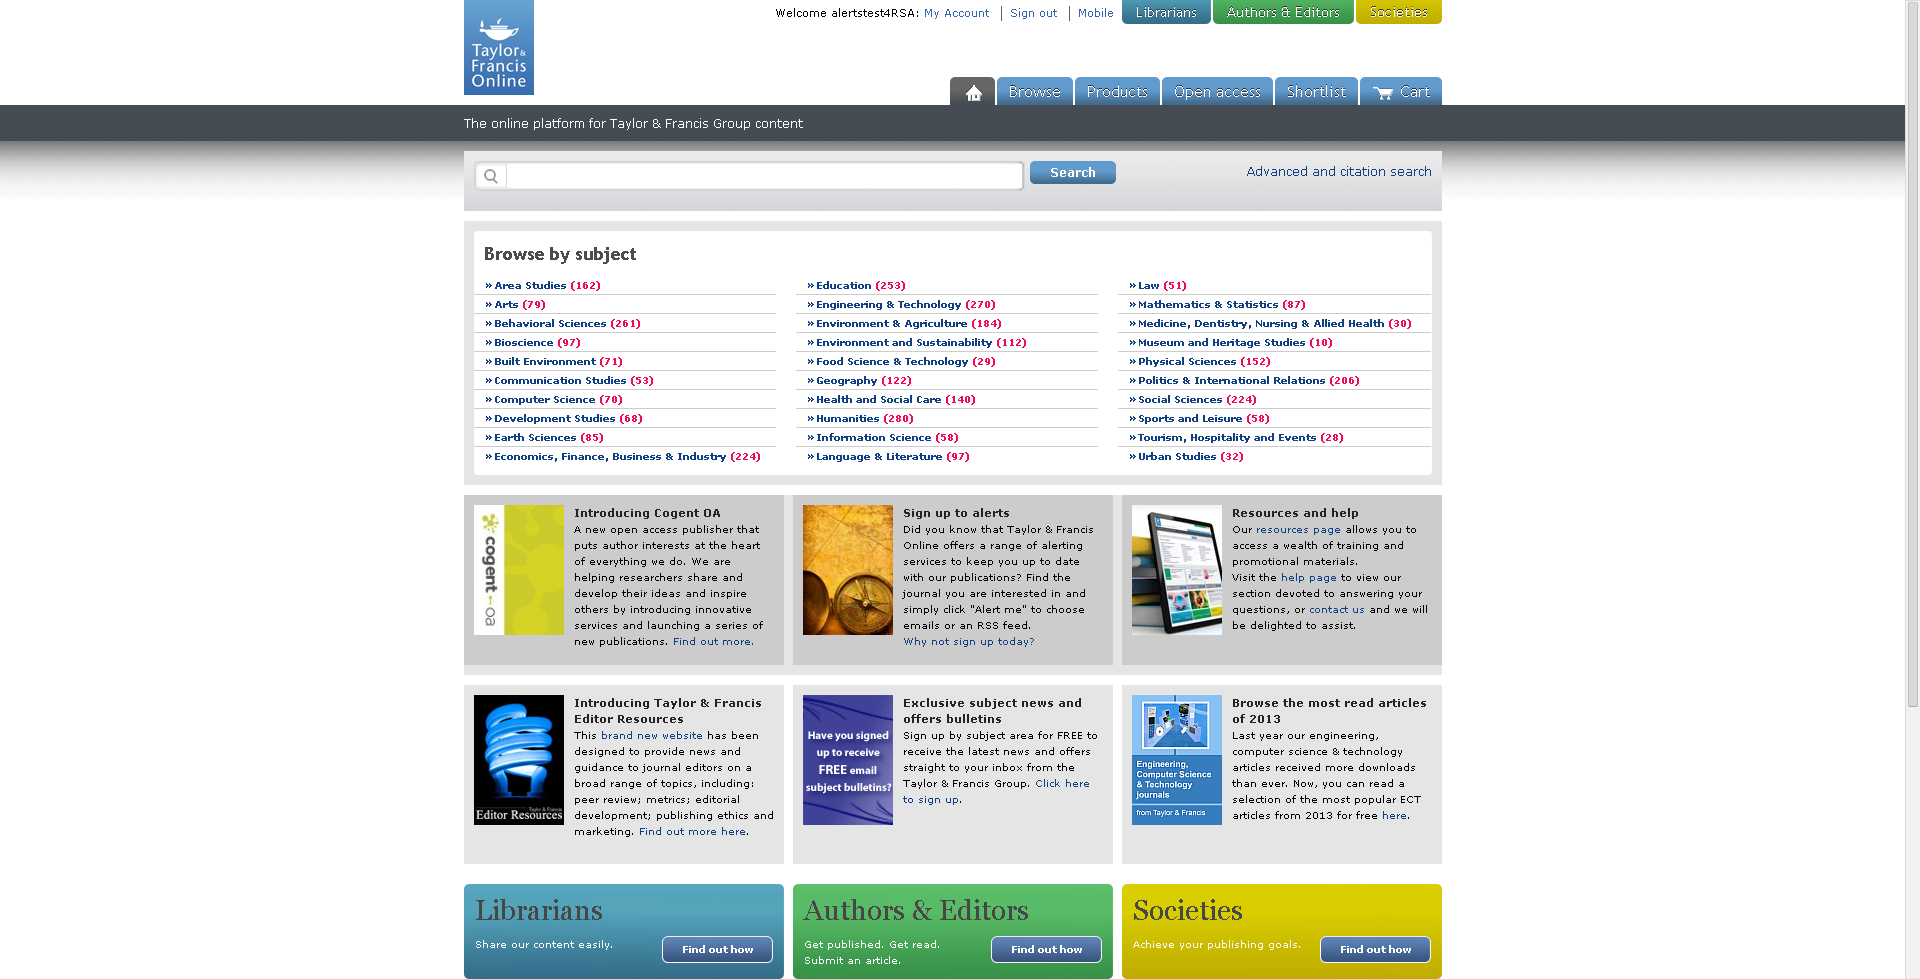 Welcome alertstest4RSA: My Account | Sign out | Mobile
Librarians
Authors & Editors
Societies
Taylor & Francis Online
Browse
Products
Open access
Shortlist
Cart
The online platform for Taylor & Francis Group content
Search
Advanced and citation search
Browse by subject
» Area Studies (162)
» Arts (79)
» Behavioral Sciences (261)
» Bioscience (97)
» Built Environment (71)
» Communication Studies (53)
» Computer Science (70)
» Development Studies (68)
» Earth Sciences (85)
» Economics, Finance, Business & Industry (224)
» Education (253)
» Engineering & Technology (270)
» Environment & Agriculture (184)
» Environment and Sustainability (112)
» Food Science & Technology (29)
» Geography (122)
» Health and Social Care (140)
» Humanities (280)
» Information Science (58)
» Language & Literature (97)
» Law (51)
» Mathematics & Statistics (87)
» Medicine, Dentistry, Nursing & Allied Health (30)
» Museum and Heritage Studies (10)
» Physical Sciences (152)
» Politics & International Relations (206)
» Social Sciences (224)
» Sports and Leisure (58)
» Tourism, Hospitality and Events (28)
» Urban Studies (32)
cogent oa
Introducing Cogent OA
A new open access publisher that
puts author interests at the heart
of everything we do. We are
helping researchers share and
develop their ideas and inspire
others by introducing innovative
services and launching a series of
new publications. Find out more.
Sign up to alerts
Did you know that Taylor & Francis
Online offers a range of alerting
services to keep you up to date
with our publications? Find the
journal you are interested in and
simply click "Alert me" to choose
emails or an RSS feed.
Why not sign up today?
Resources and help
Our resources page allows you to
access a wealth of training and
promotional materials.
Visit the help page to view our
section devoted to answering your
questions, or contact us and we will
be delighted to assist.
Taylor & Francis
Editor Resources
Introducing Taylor & Francis
Editor Resources
This brand new website has been
designed to provide news and
guidance to journal editors on a
broad range of topics, including:
peer review; metrics; editorial
development; publishing ethics and
marketing. Find out more here.
Have you signed
up to receive
FREE email
subject bulletins?
Exclusive subject news and
offers bulletins
Sign up by subject area for FREE to
receive the latest news and offers
straight to your inbox from the
Taylor & Francis Group. Click here
to sign up.
Engineering,
Computer Science
& Technology
journals
from Taylor & Francis
Browse the most read articles
of 2013
Last year our engineering,
computer science & technology
articles received more downloads
than ever. Now, you can read a
selection of the most popular ECT
articles from 2013 for free here.
Librarians
Share our content easily.
Find out how
Authors & Editors
Get published. Get read.
Submit an article.
Find out how
Societies
Achieve your publishing goals.
Find out how